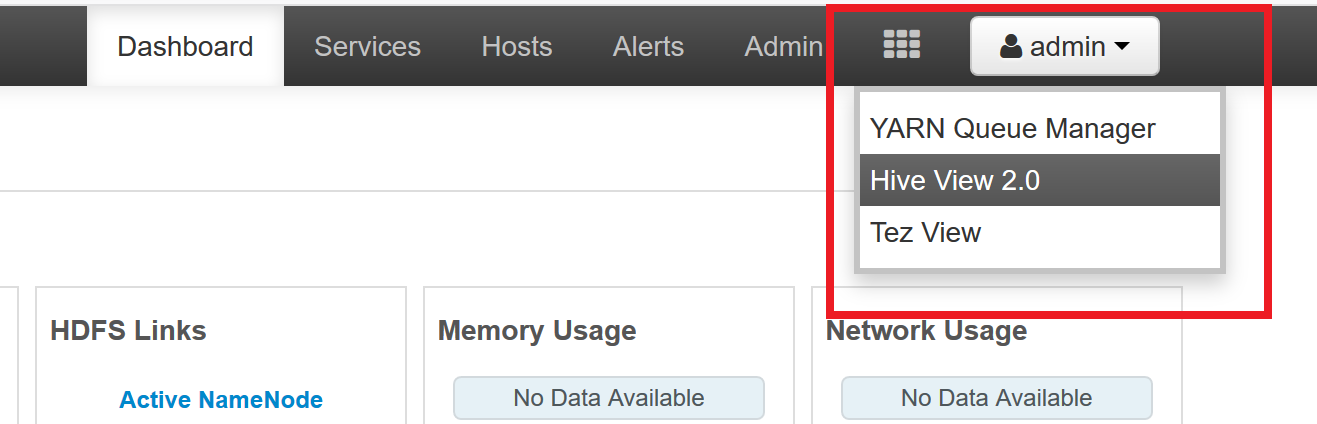 Dashboard Services Hosts Alerts Admin admin
YARN Queue Manager
Hive View 2.0
Tez View
HDFS Links Memory Usage Network Usage
Active NameNode No Data Available No Data Available